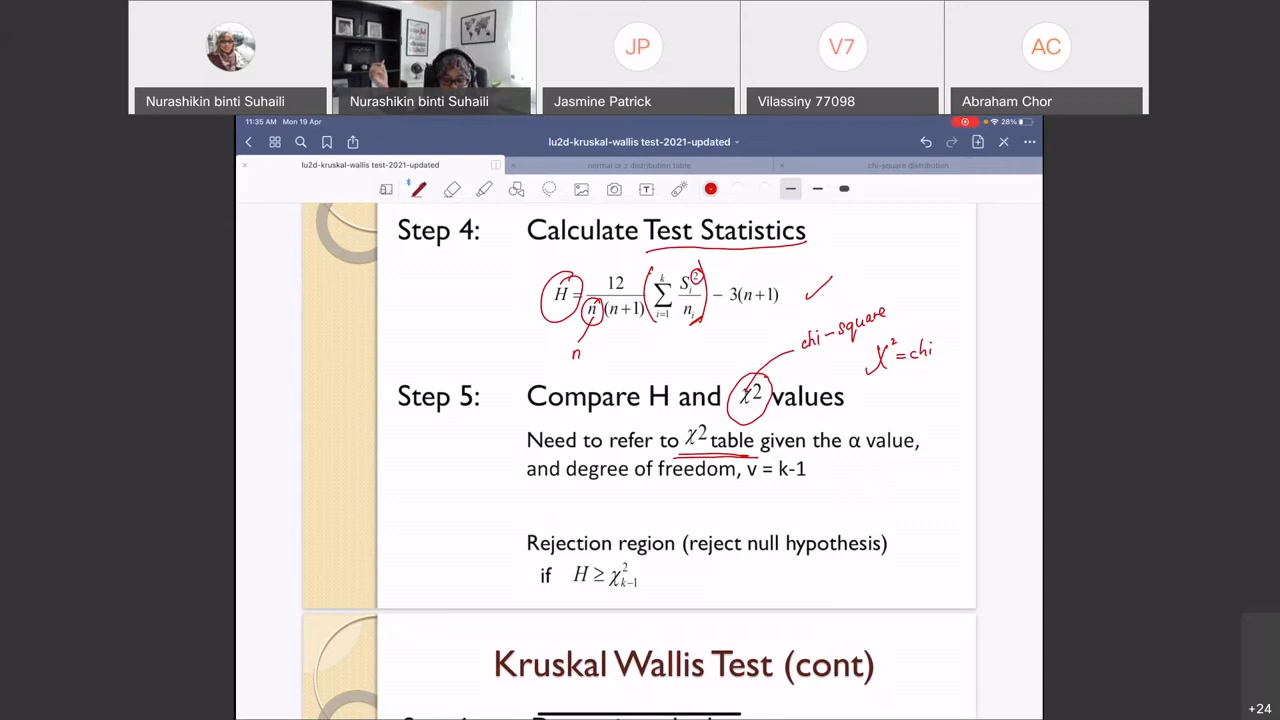 JP
V7
AC
Nurashikin binti Suhaili
Nurashikin binti Suhaili
Jasmine Patrick
Vilassiny 77098
Abraham Chor
11:35 AM Mon 19 Apr
28%
lu2d-kruskal-wallis test-2021-updated
lu2d-kruskal-wallis test-2021-updated
normal or z distribution table
chi-square distribution
Step 4: Calculate Test Statistics
H = 12 / n (n+1) ( ∑ i=1 k Si² / ni ) − 3(n+1)
n
chi-square
χ² = chi
Step 5: Compare H and χ2 values
Need to refer to χ2 table given the α value,
and degree of freedom, v = k-1
Rejection region (reject null hypothesis)
if H ≥ χ²k−1
Kruskal Wallis Test (cont)
+24